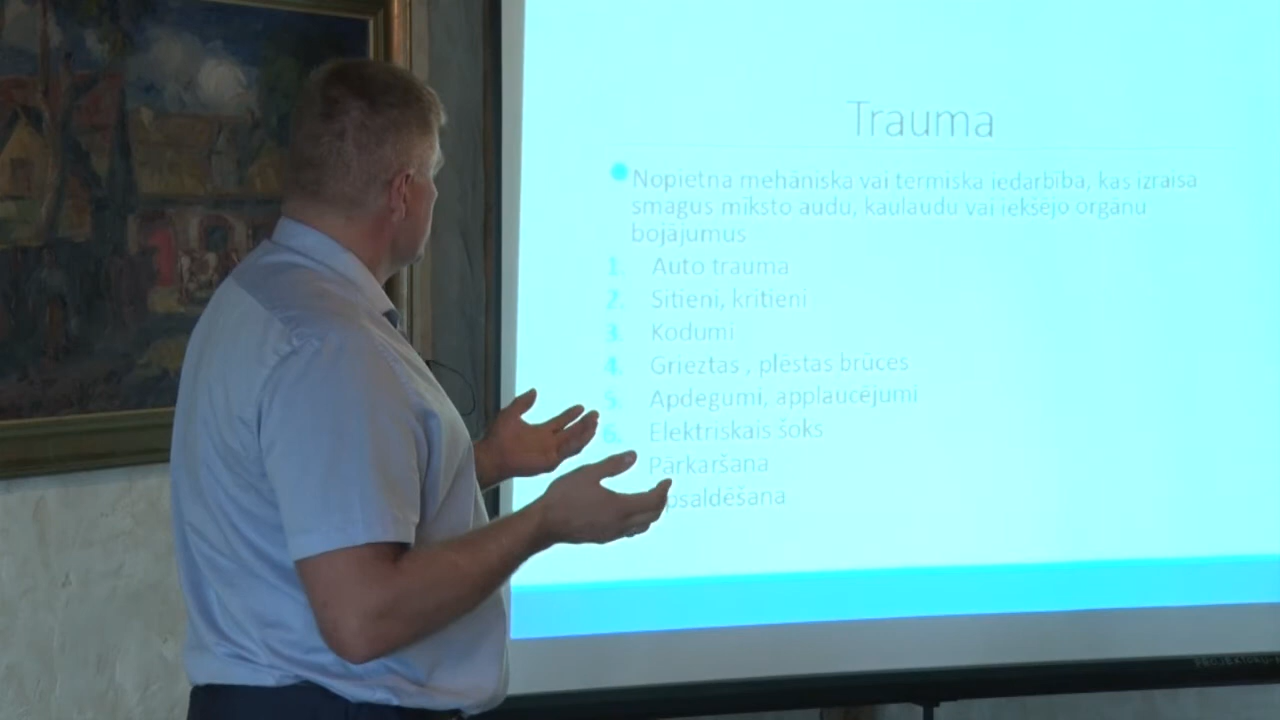 Trauma
Nopietna mehāniska vai termiska iedarbība, kas izraisa
smagus mīksto audu, kaulaudu vai iekšējo orgānu
bojājumus
1. Auto trauma
2. Sitieni, kritieni
3. Kodumi
4. Grieztas , plēstas brūces
5. Apdegumi, applaucējumi
6. Elektriskais šoks
Pārkaršana
psaldēšana